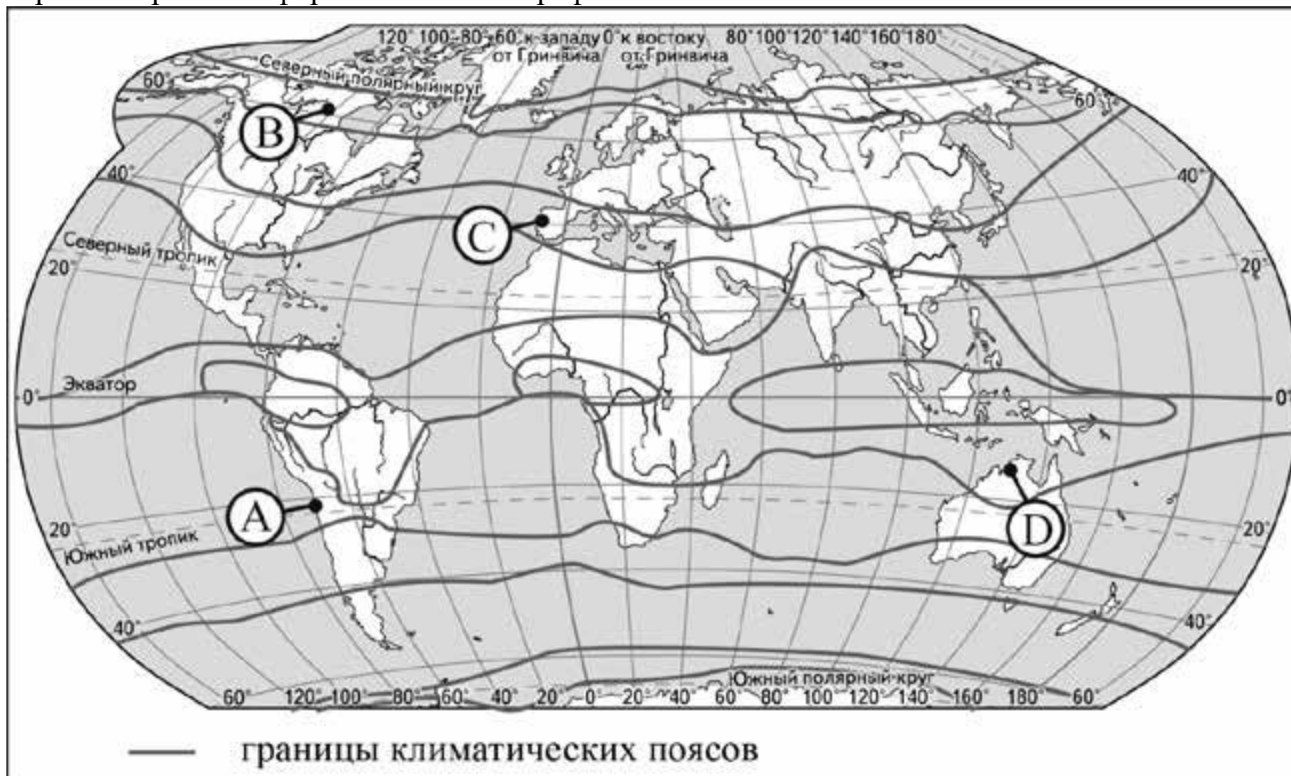 120° 100° 80° 60° к западу 0° к востоку 80° 100° 120° 140° 160° 180°
от Гринвича от Гринвича
Северный полярный круг
60°
60°
B
40°
40°
C
Северный тропик
20°
20°
Экватор
0°
0°
A
D
20°
20°
Южный тропик
40°
40°
Южный полярный круг
60° 120° 100° 80° 60° 40° 20° 0° 20° 40° 60° 80° 100° 120° 140° 160° 180° 60°
границы климатических поясов